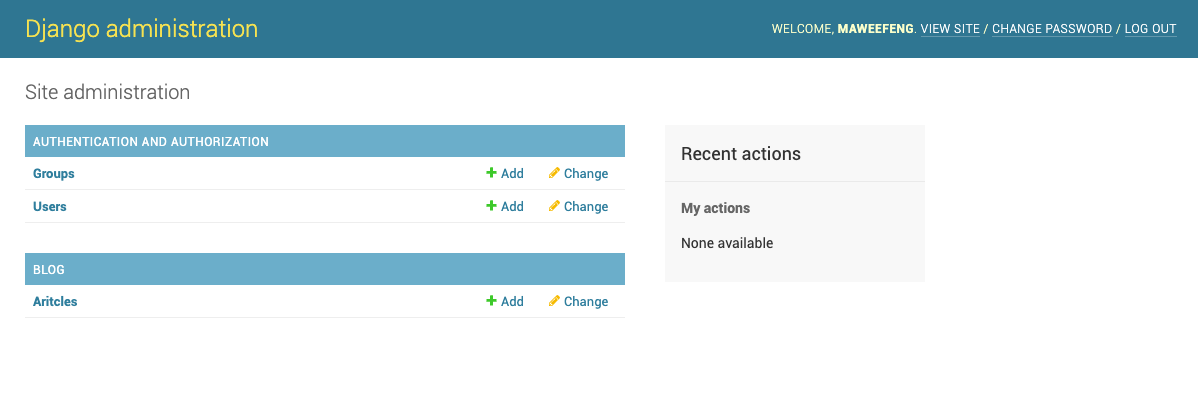 Django administration
WELCOME, MAWEEFENG. VIEW SITE / CHANGE PASSWORD / LOG OUT
Site administration
AUTHENTICATION AND AUTHORIZATION
Groups Add Change
Users Add Change
BLOG
Aritcles Add Change
Recent actions
My actions
None available